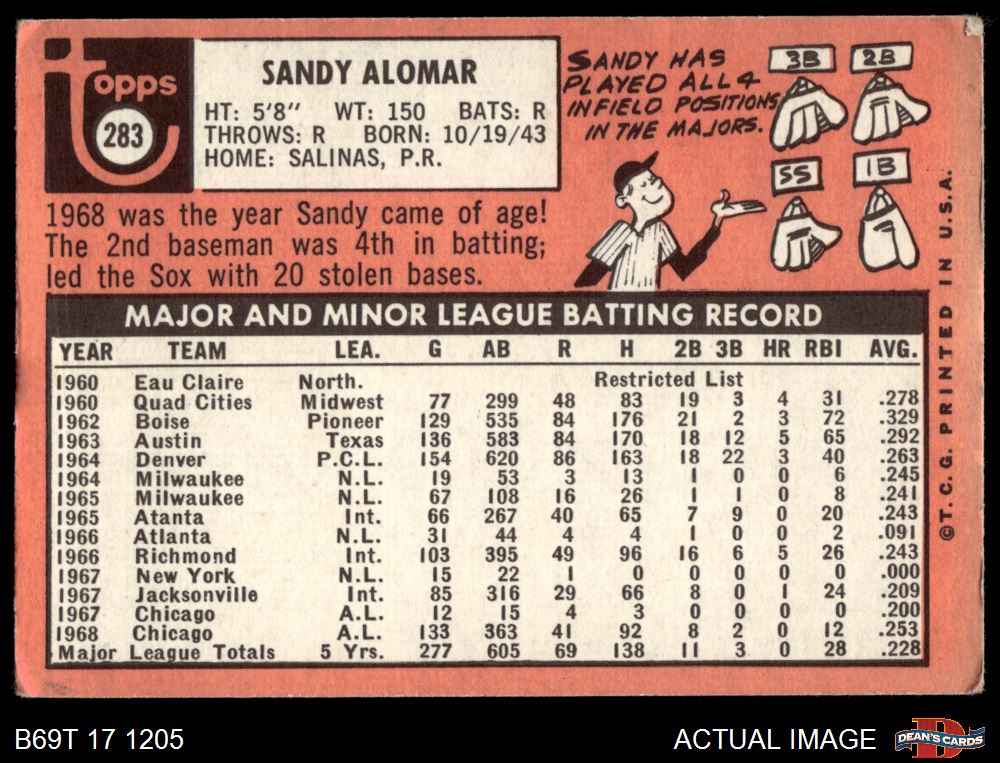 Topps
283
SANDY ALOMAR
HT: 5'8" WT: 150 BATS: R
THROWS: R BORN: 10/19/43
HOME: SALINAS, P.R.
SANDY HAS
PLAYED ALL 4
INFIELD POSITIONS
IN THE MAJORS.
3B 2B
SS 1B
1968 was the year Sandy came of age!
The 2nd baseman was 4th in batting;
led the Sox with 20 stolen bases.
MAJOR AND MINOR LEAGUE BATTING RECORD
YEAR TEAM LEA. G AB R H 2B 3B HR RBI AVG.
1960 Eau Claire North. Restricted List
1960 Quad Cities Midwest 77 299 48 83 19 3 4 31 .278
1962 Boise Pioneer 129 535 84 176 21 2 3 72 .329
1963 Austin Texas 136 583 84 170 18 12 5 65 .292
1964 Denver P.C.L. 154 620 86 163 18 22 3 40 .263
1964 Milwaukee N.L. 19 53 3 13 1 0 0 6 .245
1965 Milwaukee N.L. 67 108 16 26 1 1 0 8 .241
1965 Atanta Int. 66 267 40 65 7 9 0 20 .243
1966 Atlanta N.L. 31 44 4 4 1 0 0 2 .091
1966 Richmond Int. 103 395 49 96 16 6 5 26 .243
1967 New York N.L. 15 22 1 0 0 0 0 0 .000
1967 Jacksonville Int. 85 316 29 66 8 0 1 24 .209
1967 Chicago A.L. 12 15 4 3 0 0 0 0 .200
1968 Chicago A.L. 133 363 41 92 8 2 0 12 .253
Major League Totals 5 Yrs. 277 605 69 138 11 3 0 28 .228
©T.C.G. PRINTED IN U.S.A.
B69T 17 1205
ACTUAL IMAGE
DEAN'S CARDS